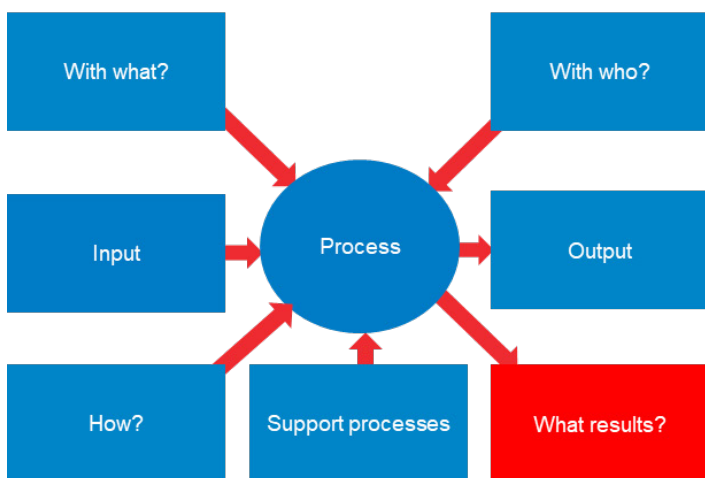 With what?
With who?
Input
Process
Output
How?
Support processes
What results?